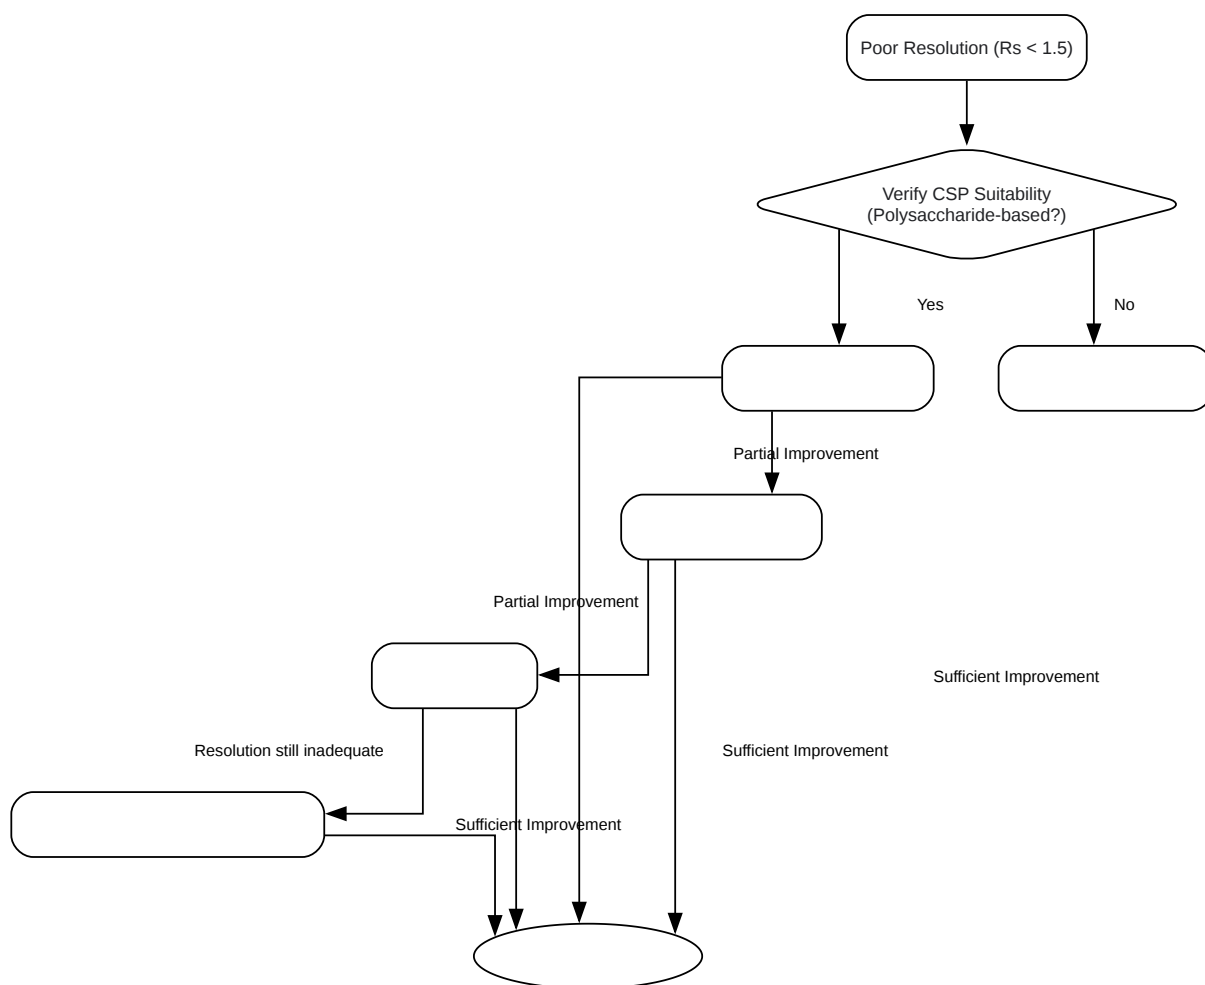 Poor Resolution (Rs < 1.5)
Verify CSP Suitability
(Polysaccharide-based?)
Yes
No
Partial Improvement
Partial Improvement
Sufficient Improvement
Resolution still inadequate
Sufficient Improvement
Sufficient Improvement